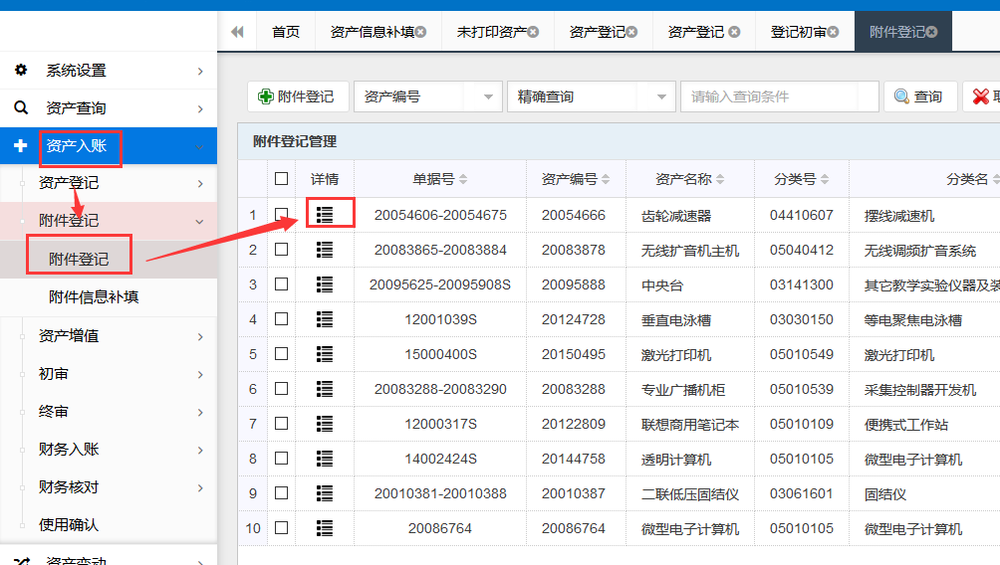 首页 资产信息补填 未打印资产 资产登记 资产登记 登记初审 附件登记
系统设置
资产查询
资产入账
资产登记
附件登记
附件登记
附件信息补填
资产增值
初审
终审
财务入账
财务核对
使用确认
资产变动
附件登记 资产编号 精确查询 请输入查询条件 查询
附件登记管理
详情 单据号 资产编号 资产名称 分类号 分类名
1 20054606-20054675 20054666 齿轮减速器 04410607 摆线减速机
2 20083865-20083884 20083878 无线扩音机主机 05040412 无线调频扩音系统
3 20095625-20095908S 20095888 中央台 03141300 其它教学实验仪器及装
4 12001039S 20124728 垂直电泳槽 03030150 等电聚焦电泳槽
5 15000400S 20150495 激光打印机 05010549 激光打印机
6 20083288-20083290 20083288 专业广播机柜 05010539 采集控制器开发机
7 12000317S 20122809 联想商用笔记本 05010109 便携式工作站
8 14002424S 20144758 透明计算机 05010105 微型电子计算机
9 20010381-20010388 20010387 二联低压固结仪 03061601 固结仪
10 20086764 20086764 微型电子计算机 05010105 微型电子计算机